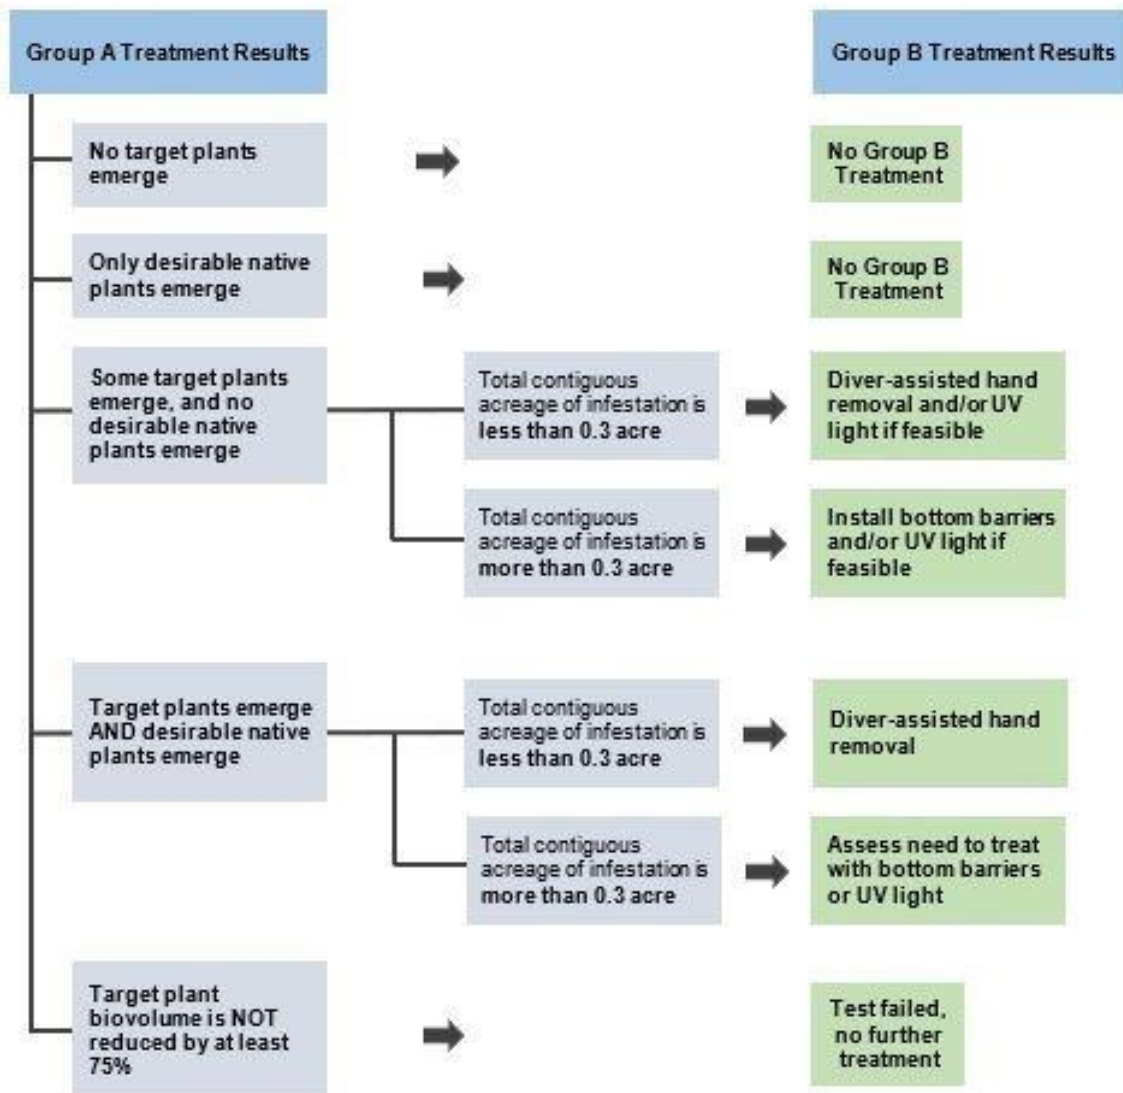 Group A Treatment Results
Group B Treatment Results
No target plants
emerge
No Group B
Treatment
Only desirable native
plants emerge
No Group B
Treatment
Some target plants
emerge, and no
desirable native
plants emerge
Total contiguous
acreage of infestation is
less than 0.3 acre
Diver-assisted hand
removal and/or UV
light if feasible
Total contiguous
acreage of infestation is
more than 0.3 acre
Install bottom barriers
and/or UV light if
feasible
Target plants emerge
AND desirable native
plants emerge
Total contiguous
acreage of infestation is
less than 0.3 acre
Diver-assisted hand
removal
Total contiguous
acreage of infestation is
more than 0.3 acre
Assess need to treat
with bottom barriers
or UV light
Target plant
biovolume is NOT
reduced by at least
75%
Test failed,
no further
treatment